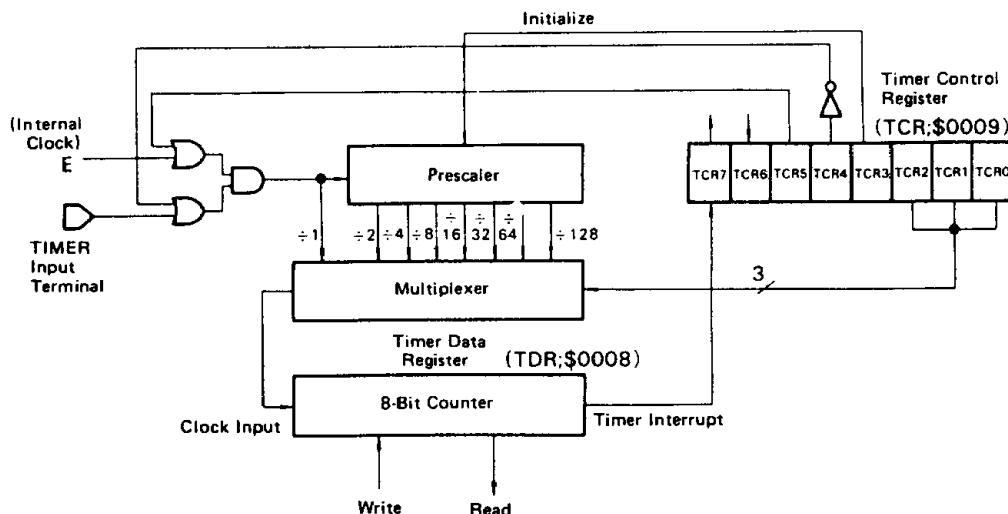 Initialize
Timer Control
Register
(TCR;$0009)
(Internal
Clock)
E
TCR7 TCR6 TCR5 TCR4 TCR3 TCR2 TCR1 TCR0
Prescaler
÷1 ÷2 ÷4 ÷8 ÷16 ÷32 ÷64 ÷128
TIMER
Input
Terminal
3
Multiplexer
Timer Data
Register
(TDR;$0008)
8-Bit Counter
Clock Input
Timer Interrupt
Write
Read